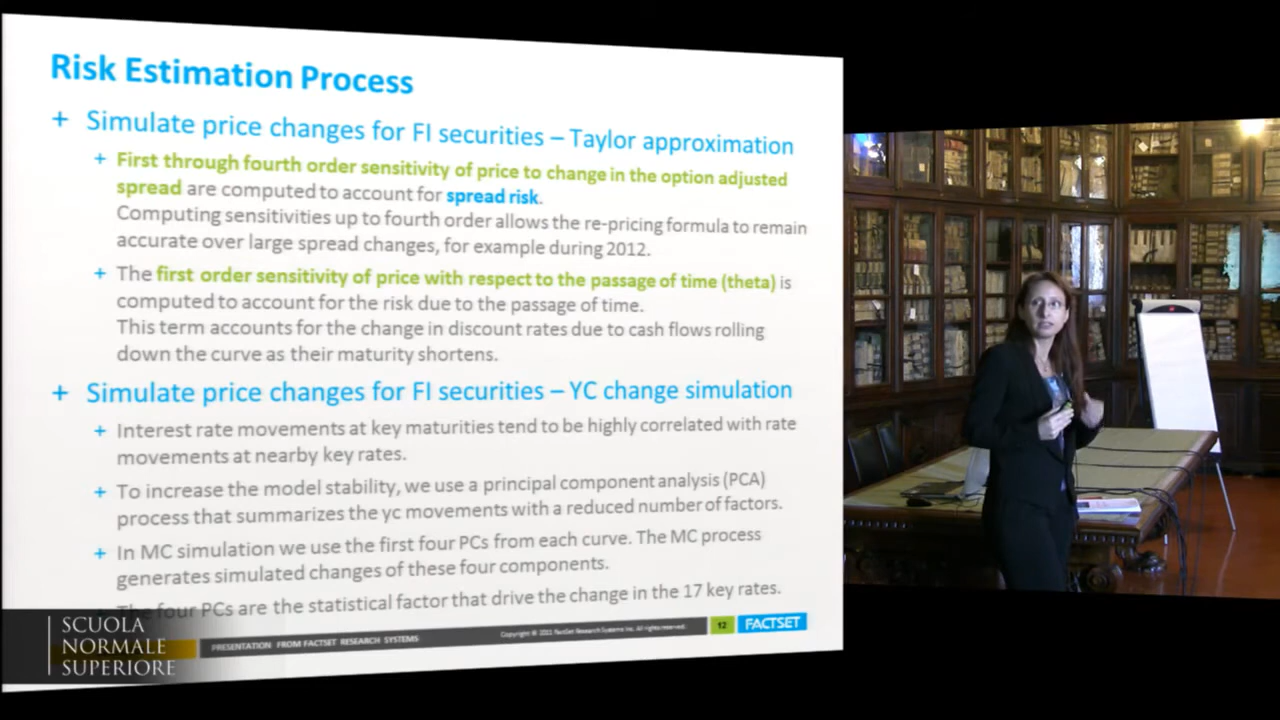 Risk Estimation Process
+ Simulate price changes for FI securities – Taylor approximation
+ First through fourth order sensitivity of price to change in the option adjusted
spread are computed to account for spread risk.
Computing sensitivities up to fourth order allows the re-pricing formula to remain
accurate over large spread changes, for example during 2012.
+ The first order sensitivity of price with respect to the passage of time (theta) is
computed to account for the risk due to the passage of time.
This term accounts for the change in discount rates due to cash flows rolling
down the curve as their maturity shortens.
+ Simulate price changes for FI securities – YC change simulation
+ Interest rate movements at key maturities tend to be highly correlated with rate
movements at nearby key rates.
+ To increase the model stability, we use a principal component analysis (PCA)
process that summarizes the yc movements with a reduced number of factors.
+ In MC simulation we use the first four PCs from each curve. The MC process
generates simulated changes of these four components.
The four PCs are the statistical factor that drive the change in the 17 key rates.
PRESENTATION FROM FACTSET RESEARCH SYSTEMS
Copyright © 2011 FactSet Research Systems Inc. All rights reserved.
12
FACTSET
SCUOLA
NORMALE
SUPERIORE